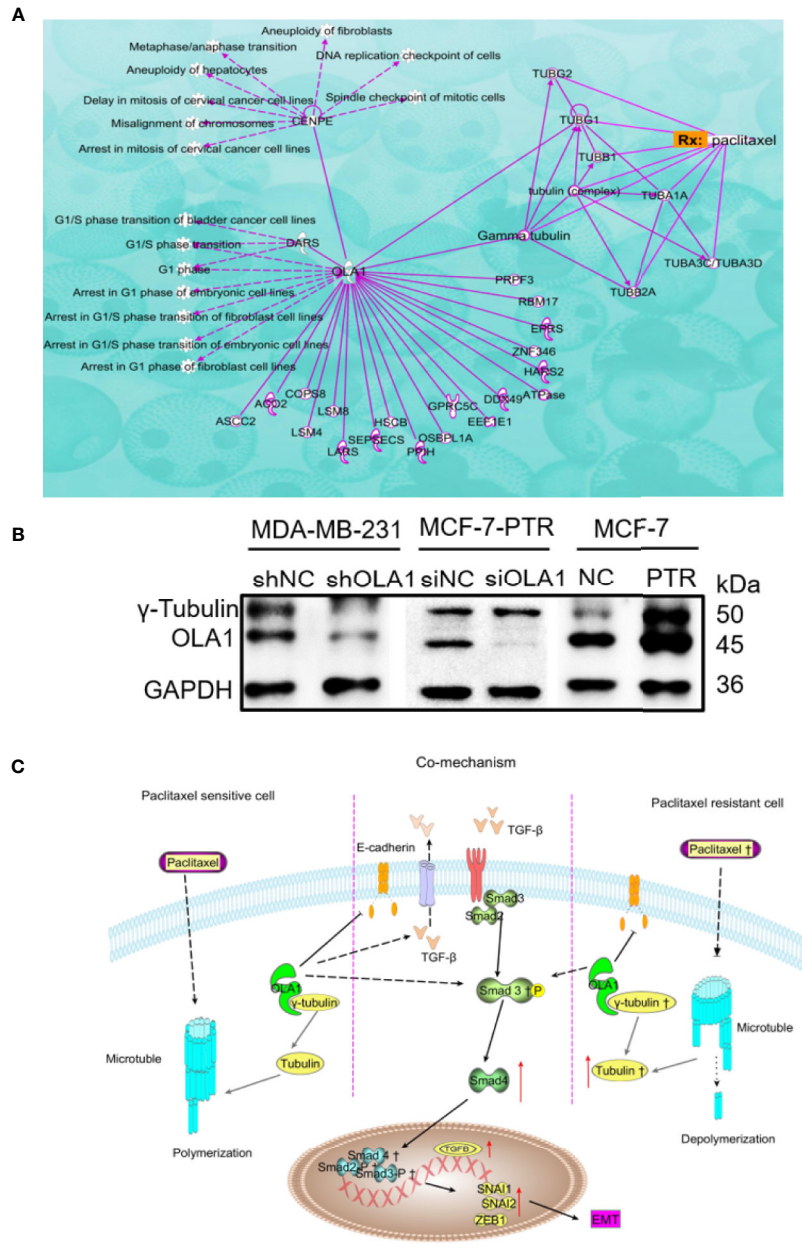 A
Aneuploidy of fibroblasts
Metaphase/anaphase transition
DNA replication checkpoint of cells
Aneuploidy of hepatocytes
Delay in mitosis of cervical cancer cell lines
Spindle checkpoint of mitotic cells
CENPE
Misalignment of chromosomes
Arrest in mitosis of cervical cancer cell lines
TUBG2
TUBG1
Rx: paclitaxel
TUBB1
tubulin (complex)
TUBA1A
Gamma tubulin
TUBA3C/TUBA3D
TUBB2A
G1/S phase transition of bladder cancer cell lines
G1/S phase transition
DARS
G1 phase
OLA1
Arrest in G1 phase of embryonic cell lines
Arrest in G1/S phase transition of fibroblast cell lines
Arrest in G1/S phase transition of embryonic cell lines
Arrest in G1 phase of fibroblast cell lines
PRPF3
RBM17
EPRS
ZNF346
HARS2
ATPase
DDX49
EEF1E1
GPRC5C
OSBPL1A
PPIH
HSCB
SEPSECS
LARS
LSM8
LSM4
COPS8
AGO2
ASCC2
B
MDA-MB-231 MCF-7-PTR MCF-7
shNC shOLA1 siNC siOLA1 NC PTR kDa
γ-Tubulin 50
OLA1 45
GAPDH 36
C
Co-mechanism
Paclitaxel sensitive cell
Paclitaxel resistant cell
Paclitaxel
E-cadherin
TGF-β
Paclitaxel †
Smad3
Smad2
TGF-β
OLA1
γ-tubulin
Smad 3 † P
OLA1
γ-tubulin †
Microtuble
Tubulin
Microtuble
Tubulin †
Smad4
Polymerization
Depolymerization
TGFB
Smad 4 †
Smad2-P †
Smad3-P †
SNAI1
SNAI2
ZEB1
EMT